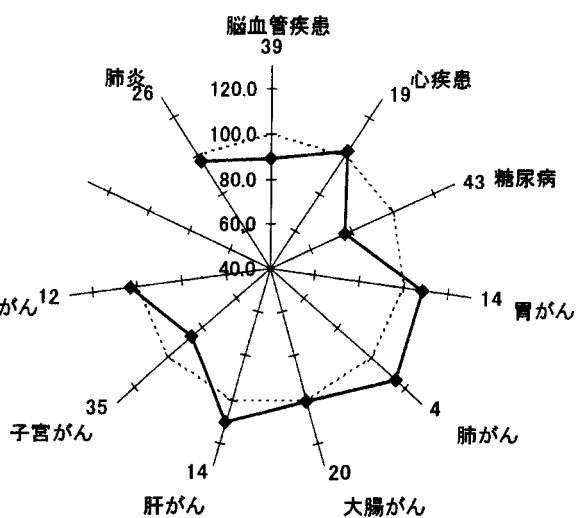 脳血管疾患
39
肺炎
26
心疾患
19
120.0
100.0
80.0
60.0
40.0
43 糖尿病
がん 12
14 胃がん
35
子宮がん
4
肺がん
14
肝がん
20
大腸がん